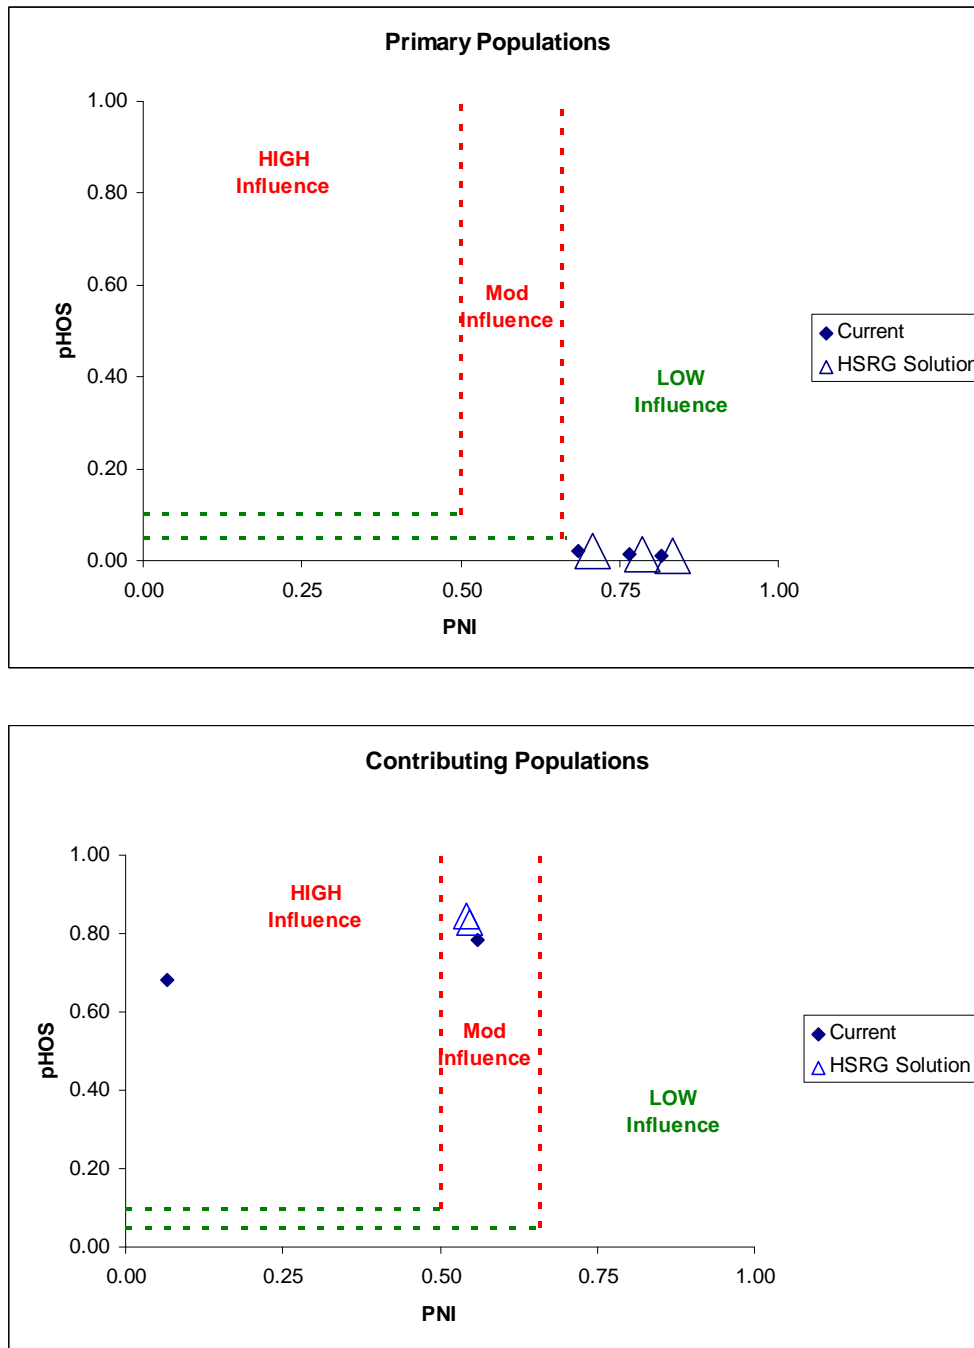 Primary Populations
1.00
HIGH
Influence
0.80
0.60
Mod
Influence
pHOS
Current
HSRG Solution
0.40
LOW
Influence
0.20
0.00
0.00
0.25
0.50
0.75
1.00
PNI
Contributing Populations
1.00
HIGH
Influence
0.80
0.60
Mod
Influence
pHOS
Current
HSRG Solution
0.40
LOW
Influence
0.20
0.00
0.00
0.25
0.50
0.75
1.00
PNI